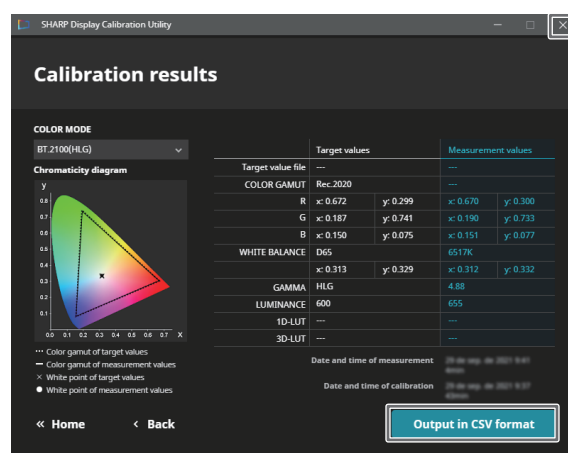 SHARP Display Calibration Utility
Calibration results
COLOR MODE
BT.2100(HLG)
Chromaticity diagram
y
0.8
0.7
0.6
0.5
0.4
0.3
0.2
0.1
0.0 0.1 0.2 0.3 0.4 0.5 0.6 0.7 X
Color gamut of target values
Color gamut of measurement values
× White point of target values
White point of measurement values
Target values Measurement values
Target value file --- ---
COLOR GAMUT Rec.2020 ---
R x: 0.672 y: 0.299 x: 0.670 y: 0.300
G x: 0.187 y: 0.741 x: 0.190 y: 0.733
B x: 0.150 y: 0.075 x: 0.151 y: 0.077
WHITE BALANCE D65 6517K
x: 0.313 y: 0.329 x: 0.312 y: 0.332
GAMMA HLG 4.88
LUMINANCE 600 655
1D-LUT --- ---
3D-LUT --- ---
Date and time of measurement
Date and time of calibration
« Home
‹ Back
Output in CSV format